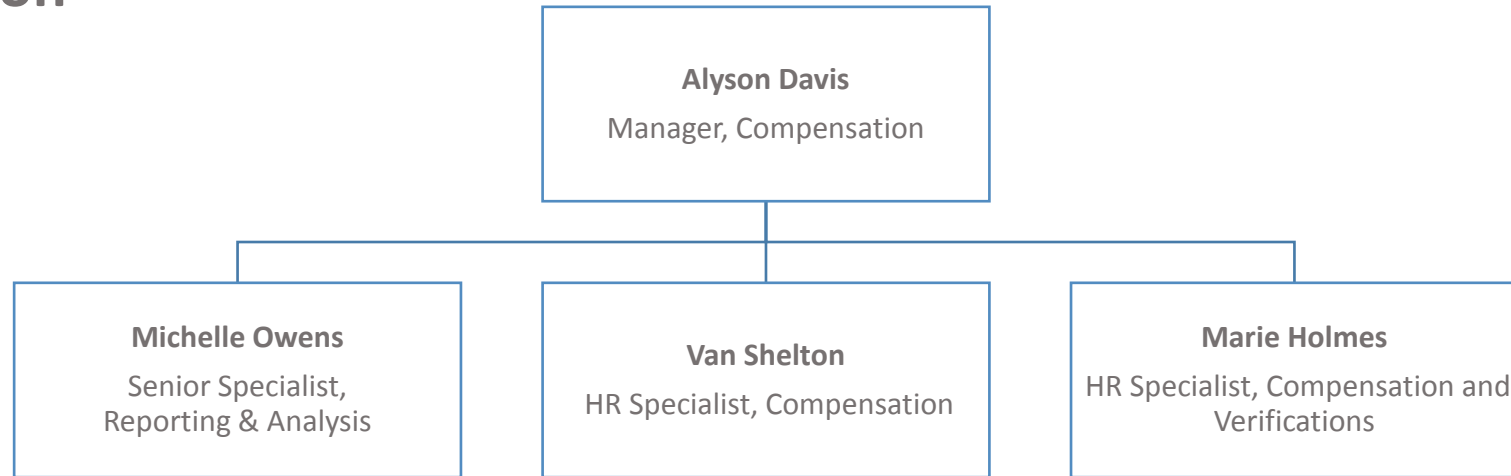 Alyson Davis
Manager, Compensation
Michelle Owens
Senior Specialist,
Reporting & Analysis
Van Shelton
HR Specialist, Compensation
Marie Holmes
HR Specialist, Compensation and
Verifications